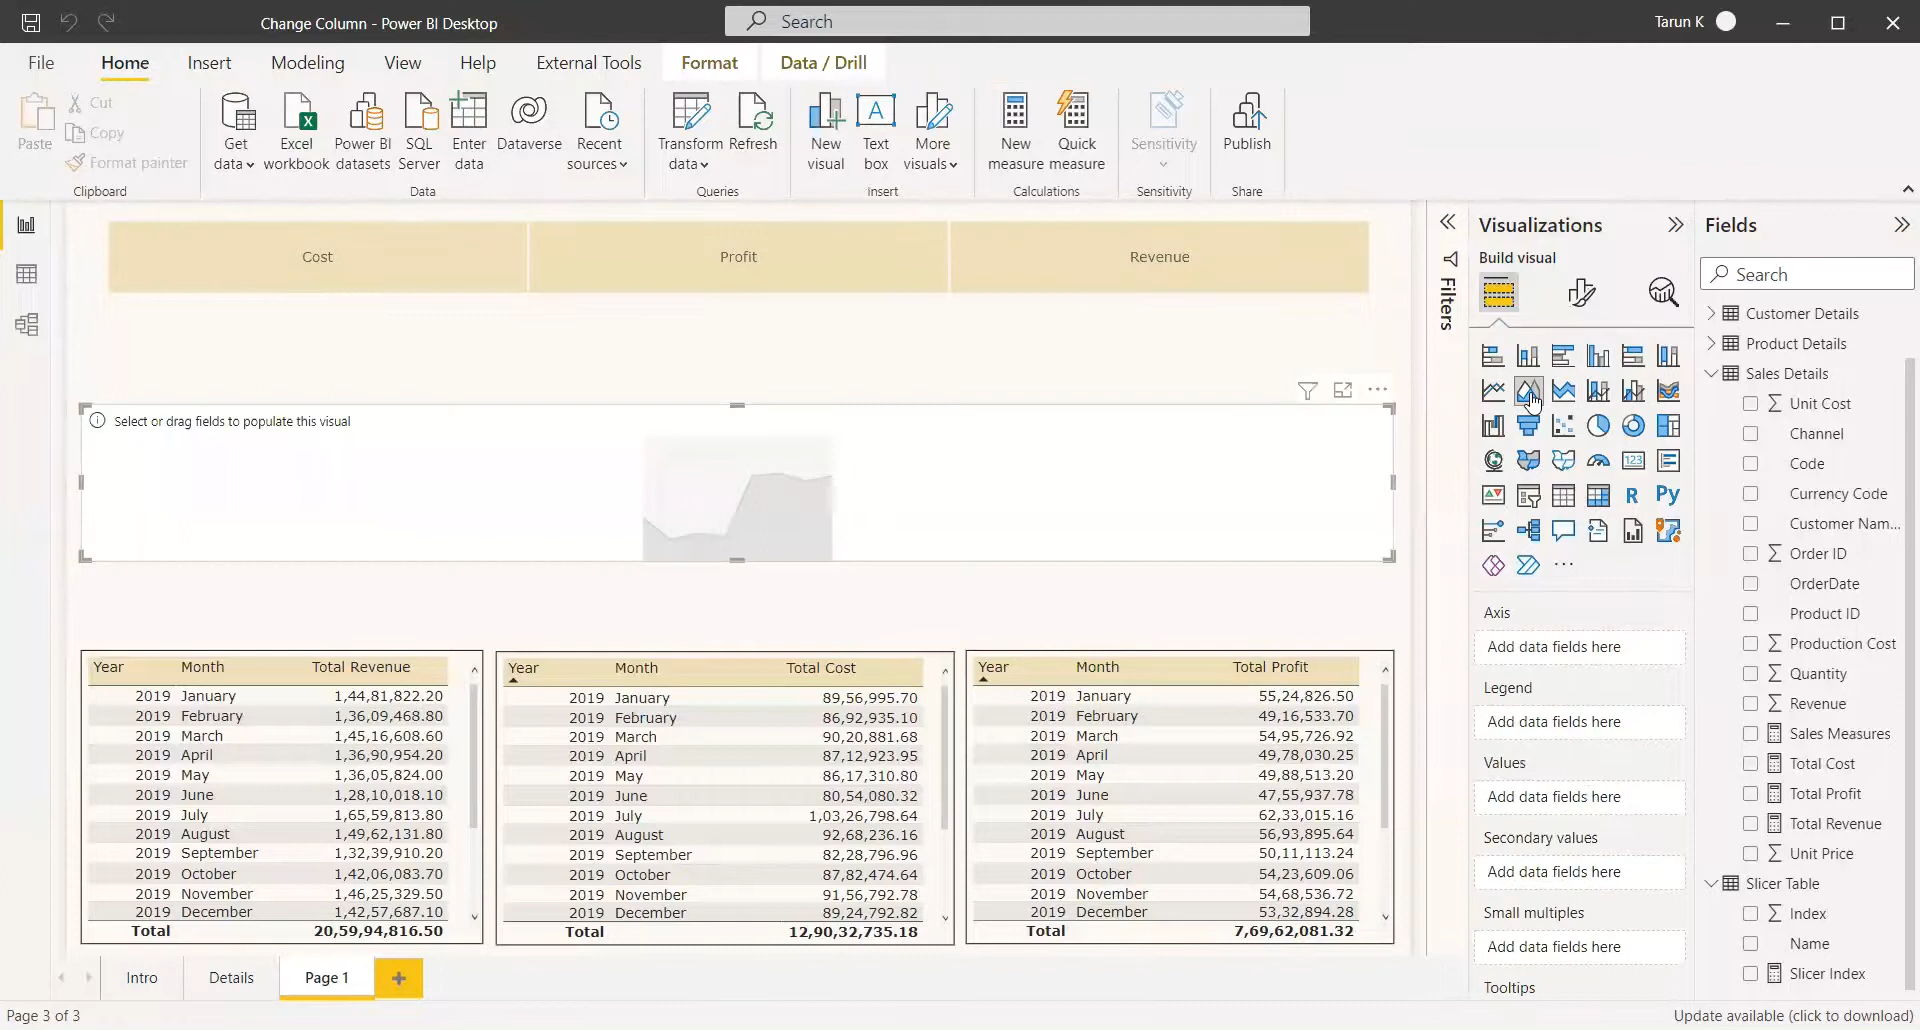 Change Column - Power BI Desktop
Search
Tarun K
File Home Insert Modeling View Help External Tools Format Data / Drill
Paste
Cut
Copy
Format painter
Clipboard
Get data
Excel workbook
Power BI datasets
SQL Server
Enter data
Dataverse
Recent sources
Data
Transform data
Refresh
Queries
New visual
Text box
More visuals
Insert
New measure
Quick measure
Calculations
Sensitivity
Sensitivity
Publish
Share
Cost Profit Revenue
Select or drag fields to populate this visual
Year Month Total Revenue
2019 January 1,44,81,822.20
2019 February 1,36,09,468.80
2019 March 1,45,16,608.60
2019 April 1,36,90,954.20
2019 May 1,36,05,824.00
2019 June 1,28,10,018.10
2019 July 1,65,59,813.80
2019 August 1,49,62,131.80
2019 September 1,32,39,910.20
2019 October 1,42,06,083.70
2019 November 1,46,25,329.50
2019 December 1,42,57,687.10
Total 20,59,94,816.50
Year Month Total Cost
2019 January 89,56,995.70
2019 February 86,92,935.10
2019 March 90,20,881.68
2019 April 87,12,923.95
2019 May 86,17,310.80
2019 June 80,54,080.32
2019 July 1,03,26,798.64
2019 August 92,68,236.16
2019 September 82,28,796.96
2019 October 87,82,474.64
2019 November 91,56,792.78
2019 December 89,24,792.82
Total 12,90,32,735.18
Year Month Total Profit
2019 January 55,24,826.50
2019 February 49,16,533.70
2019 March 54,95,726.92
2019 April 49,78,030.25
2019 May 49,88,513.20
2019 June 47,55,937.78
2019 July 62,33,015.16
2019 August 56,93,895.64
2019 September 50,11,113.24
2019 October 54,23,609.06
2019 November 54,68,536.72
2019 December 53,32,894.28
Total 7,69,62,081.32
Filters
Visualizations
Build visual
123
R
Py
Axis
Add data fields here
Legend
Add data fields here
Values
Add data fields here
Secondary values
Add data fields here
Small multiples
Add data fields here
Tooltips
Fields
Search
Customer Details
Product Details
Sales Details
Unit Cost
Channel
Code
Currency Code
Customer Nam...
Order ID
OrderDate
Product ID
Production Cost
Quantity
Revenue
Sales Measures
Total Cost
Total Profit
Total Revenue
Unit Price
Slicer Table
Index
Name
Slicer Index
Intro Details Page 1
Page 3 of 3
Update available (click to download)